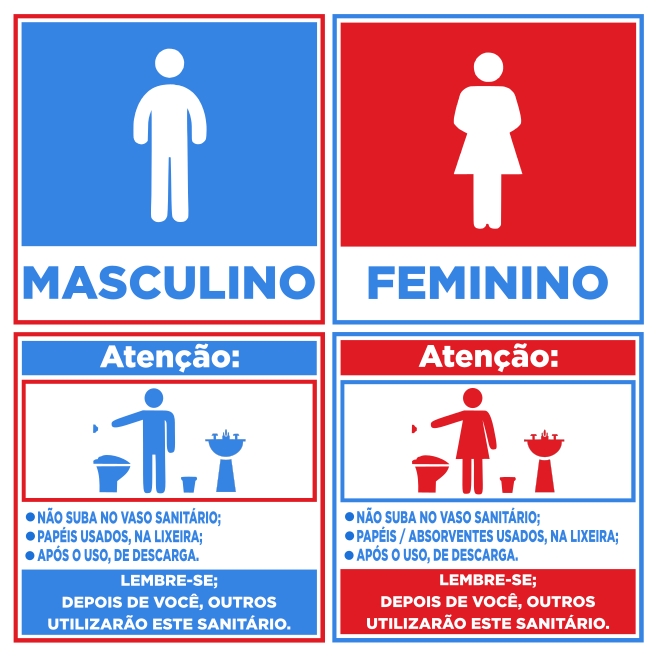 MASCULINO
FEMININO
Atenção:
● NÃO SUBA NO VASO SANITÁRIO;
● PAPÉIS USADOS, NA LIXEIRA;
● APÓS O USO, DE DESCARGA.
LEMBRE-SE;
DEPOIS DE VOCÊ, OUTROS
UTILIZARÃO ESTE SANITÁRIO.
Atenção:
● NÃO SUBA NO VASO SANITÁRIO;
● PAPÉIS / ABSORVENTES USADOS, NA LIXEIRA;
● APÓS O USO, DE DESCARGA.
LEMBRE-SE;
DEPOIS DE VOCÊ, OUTROS
UTILIZARÃO ESTE SANITÁRIO.